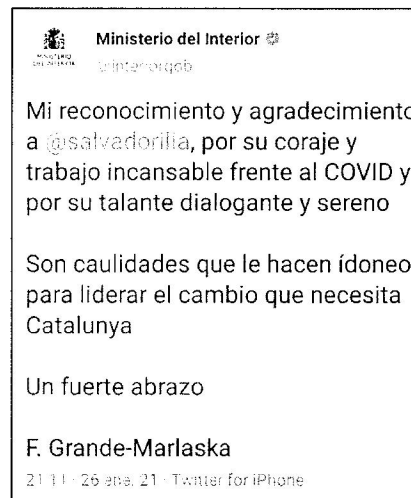 Ministerio del Interior
MINISTERIO
DEL INTERIOR
@interiorgob
Mi reconocimiento y agradecimiento
a @salvadorilla, por su coraje y
trabajo incansable frente al COVID y
por su talante dialogante y sereno
Son caulidades que le hacen ídoneo
para liderar el cambio que necesita
Catalunya
Un fuerte abrazo
F. Grande-Marlaska
21:11 · 26 ene. 21 · Twitter for iPhone